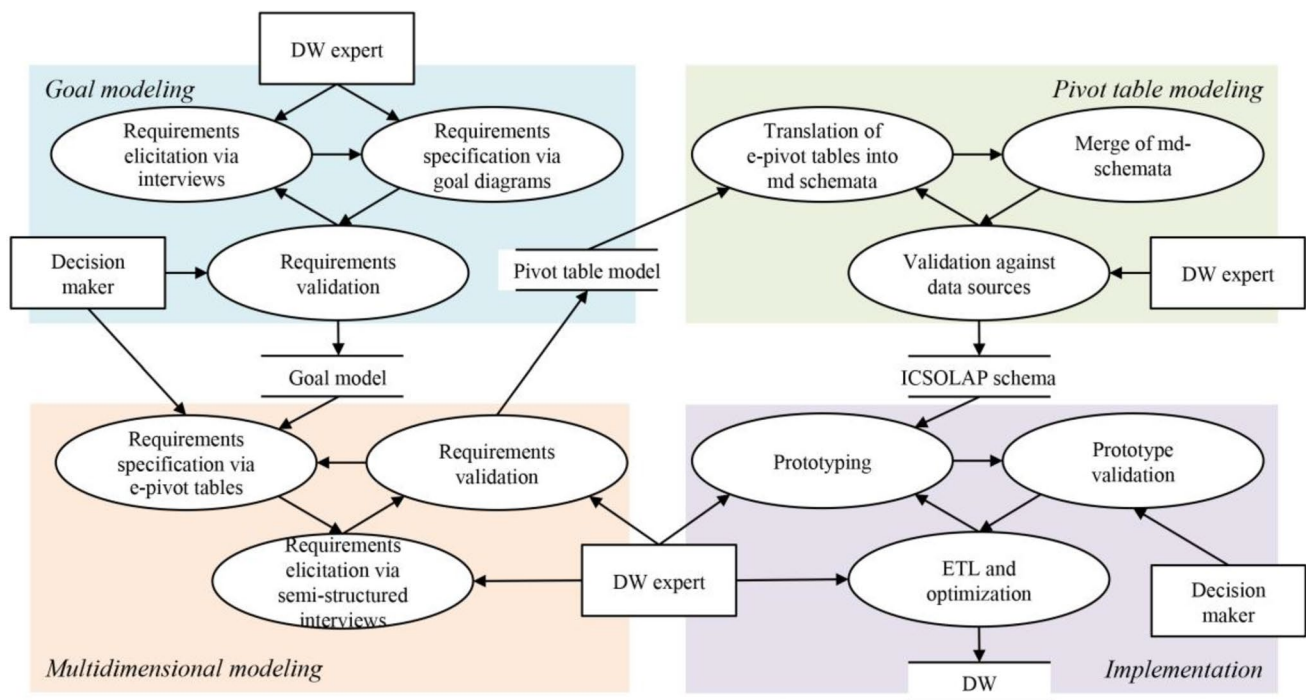 DW expert
Goal modeling
Requirements
elicitation via
interviews
Requirements
specification via
goal diagrams
Decision
maker
Requirements
validation
Goal model
Pivot table model
Pivot table modeling
Translation of
e-pivot tables into
md schemata
Merge of md-
schemata
Validation against
data sources
DW expert
ICSOLAP schema
Requirements
specification via
e-pivot tables
Requirements
validation
Requirements
elicitation via
semi-structured
interviews
Multidimensional modeling
DW expert
Prototyping
Prototype
validation
ETL and
optimization
Decision
maker
DW
Implementation